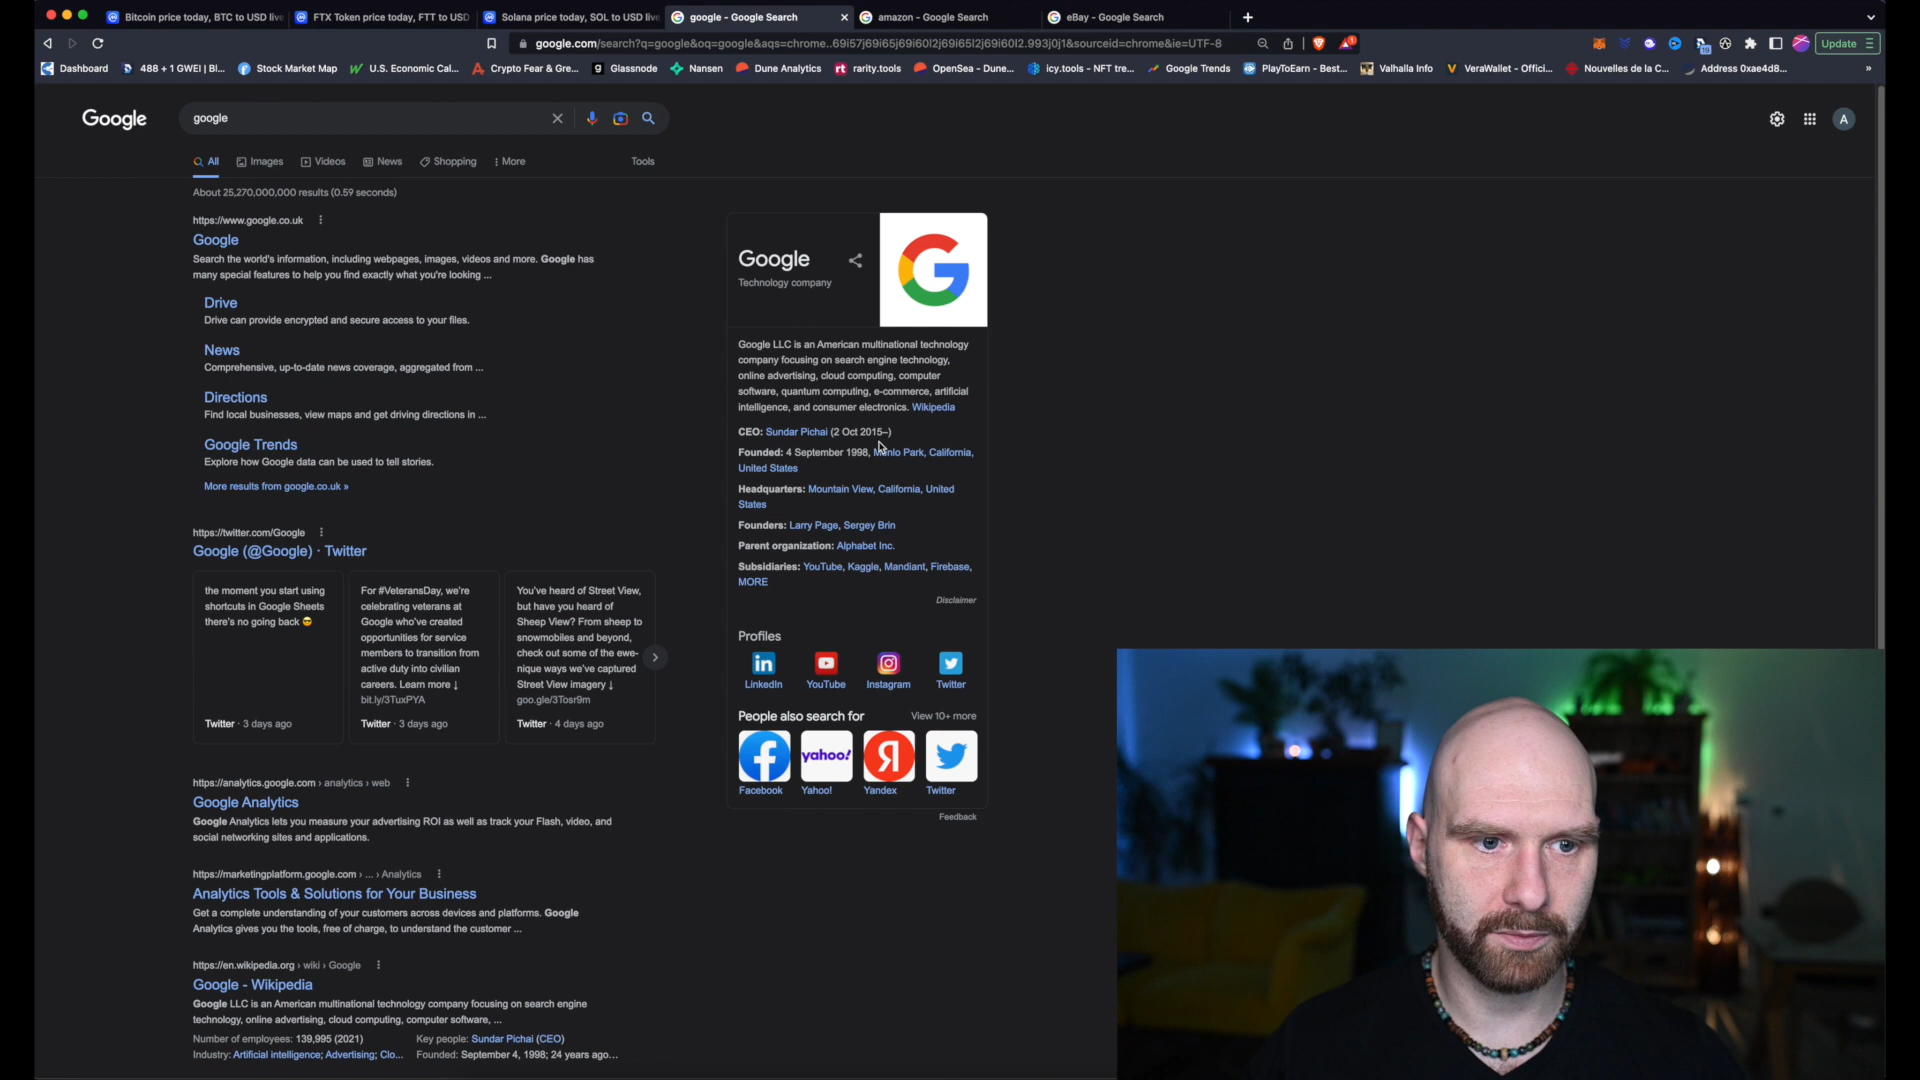 Bitcoin price today, BTC to USD live
FTX Token price today, FTT to USD
Solana price today, SOL to USD live
google - Google Search
amazon - Google Search
eBay - Google Search
google.com/search?q=google&oq=google&aqs=chrome..69i57j69i65j69i60l2j69i65l2j69i60l2.993j0j1&sourceid=chrome&ie=UTF-8
Update
Dashboard
488 + 1 GWEI | Bl...
Stock Market Map
U.S. Economic Cal...
Crypto Fear & Gre...
Glassnode
Nansen
Dune Analytics
rarity.tools
OpenSea - Dune...
icy.tools - NFT tre...
Google Trends
PlayToEarn - Best...
Valhalla Info
VeraWallet - Offici...
Nouvelles de la C...
Address 0xae4d8...
»
Google
google
A
All
Images
Videos
News
Shopping
More
Tools
About 25,270,000,000 results (0.59 seconds)
https://www.google.co.uk
Google
Search the world's information, including webpages, images, videos and more. Google has
many special features to help you find exactly what you're looking ...
Drive
Drive can provide encrypted and secure access to your files.
News
Comprehensive, up-to-date news coverage, aggregated from ...
Directions
Find local businesses, view maps and get driving directions in ...
Google Trends
Explore how Google data can be used to tell stories.
More results from google.co.uk »
https://twitter.com/Google
Google (@Google) · Twitter
the moment you start using
shortcuts in Google Sheets
there's no going back 😎
Twitter · 3 days ago
For #VeteransDay, we're
celebrating veterans at
Google who've created
opportunities for service
members to transition from
active duty into civilian
careers. Learn more ↓
bit.ly/3TuxPYA
Twitter · 3 days ago
You've heard of Street View,
but have you heard of
Sheep View? From sheep to
snowmobiles and beyond,
check out some of the ewe-
nique ways we've captured
Street View imagery ↓
goo.gle/3Tosr9m
Twitter · 4 days ago
https://analytics.google.com › analytics › web
Google Analytics
Google Analytics lets you measure your advertising ROI as well as track your Flash, video, and
social networking sites and applications.
https://marketingplatform.google.com › ... › Analytics
Analytics Tools & Solutions for Your Business
Get a complete understanding of your customers across devices and platforms. Google
Analytics gives you the tools, free of charge, to understand the customer ...
https://en.wikipedia.org › wiki › Google
Google - Wikipedia
Google LLC is an American multinational technology company focusing on search engine
technology, online advertising, cloud computing, computer software, ...
Number of employees: 139,995 (2021)
Key people: Sundar Pichai (CEO)
Industry: Artificial intelligence; Advertising; Clo...
Founded: September 4, 1998; 24 years ago...
Google
Technology company
G
Google LLC is an American multinational technology
company focusing on search engine technology,
online advertising, cloud computing, computer
software, quantum computing, e-commerce, artificial
intelligence, and consumer electronics. Wikipedia
CEO: Sundar Pichai (2 Oct 2015–)
Founded: 4 September 1998, Menlo Park, California,
United States
Headquarters: Mountain View, California, United
States
Founders: Larry Page, Sergey Brin
Parent organization: Alphabet Inc.
Subsidiaries: YouTube, Kaggle, Mandiant, Firebase,
MORE
Disclaimer
Profiles
LinkedIn
YouTube
Instagram
Twitter
People also search for
View 10+ more
yahoo!
Я
Facebook
Yahoo!
Yandex
Twitter
Feedback